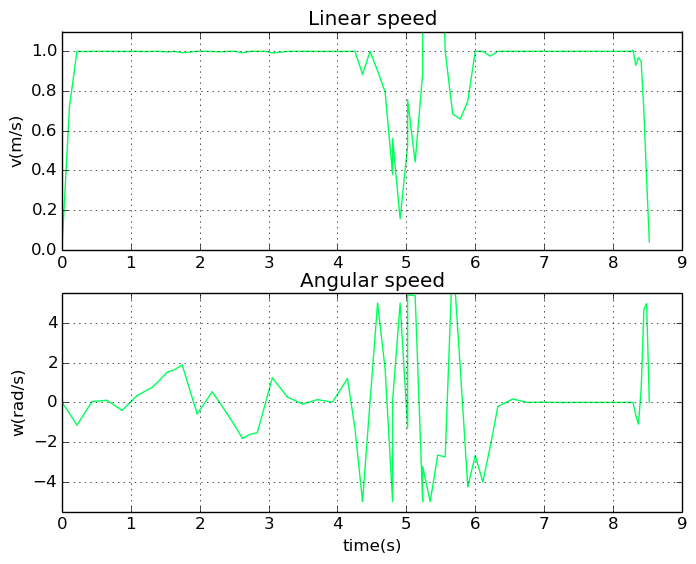 Linear speed
v(m/s)
1.0
0.8
0.6
0.4
0.2
0.0
0 1 2 3 4 5 6 7 8 9
Angular speed
w(rad/s)
4
2
0
−2
−4
0 1 2 3 4 5 6 7 8 9
time(s)